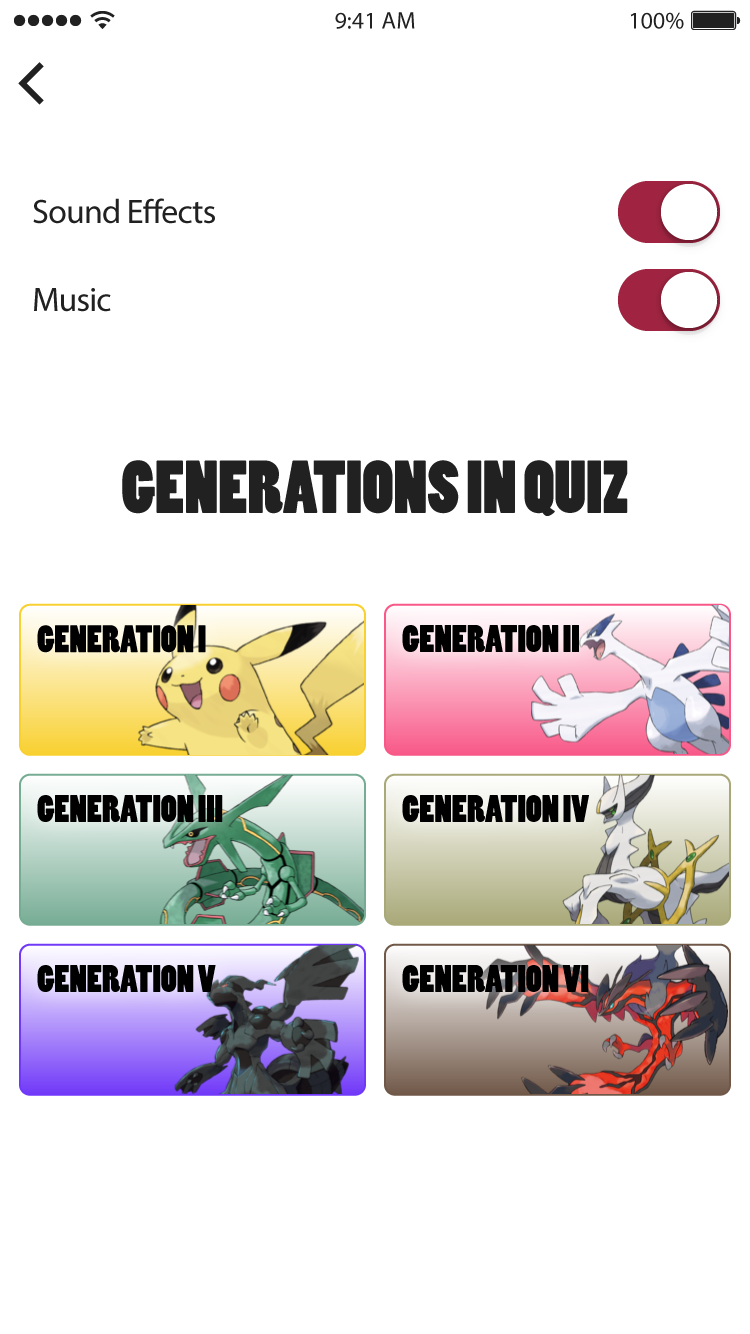 9:41 AM 100%
Sound Effects
Music
GENERATIONS IN QUIZ
GENERATION I
GENERATION II
GENERATION III
GENERATION IV
GENERATION V
GENERATION VI